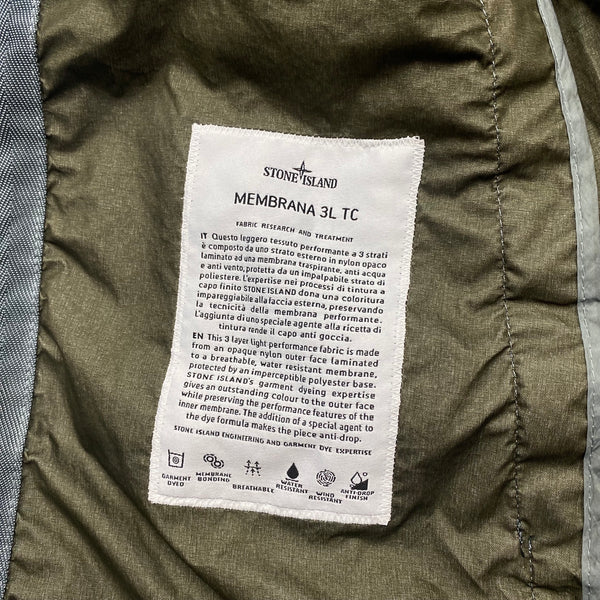 STONE ISLAND
MEMBRANA 3L TC
FABRIC RESEARCH AND TREATMENT
IT Questo leggero tessuto performante a 3 strati
è composto da uno strato esterno in nylon opaco
laminato ad una membrana traspirante, anti acqua
e anti vento, protetta da un impalpabile strato di
poliestere. L'expertise nei processi di tintura a
capo finito STONE ISLAND dona una coloritura
impareggiabile alla faccia esterna, preservando
la tecnicità della membrana performante.
L'aggiunta di uno speciale agente alla ricetta di
tintura rende il capo anti goccia.
EN This 3 layer light performance fabric is made
from an opaque nylon outer face laminated
to a breathable, water resistant membrane,
protected by an imperceptible polyester base.
STONE ISLAND's garment dyeing expertise
gives an outstanding colour to the outer face
while preserving the performance features of the
inner membrane. The addition of a special agent to
the dye formula makes the piece anti-drop.
STONE ISLAND ENGINEERING AND GARMENT DYE EXPERTISE
GARMENT
DYED
MEMBRANE
BONDING
BREATHABLE
WATER
RESISTANT
WIND
RESISTANT
ANTI-DROP
FINISH